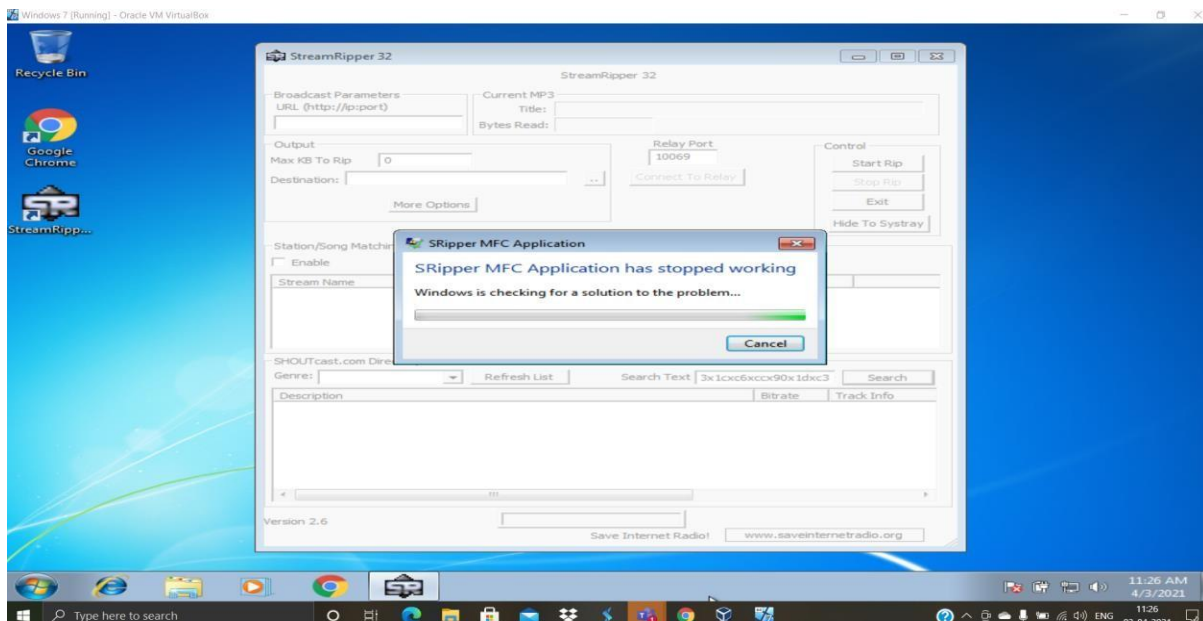 Windows 7 [Running] - Oracle VM VirtualBox
Recycle Bin
Google Chrome
StreamRipp...
StreamRipper 32
StreamRipper 32
Broadcast Parameters
URL (http://ip:port)
Current MP3
Title:
Bytes Read:
Output
Max KB To Rip 0
Destination: ..
More Options
Relay Port
10069
Connect To Relay
Control
Start Rip
Stop Rip
Exit
Hide To Systray
Station/Song Matchin
Enable
Stream Name
SRipper MFC Application
SRipper MFC Application has stopped working
Windows is checking for a solution to the problem...
Cancel
SHOUTcast.com Dire
Genre: Refresh List Search Text 3x1cxc6xccx90x1dxc3 Search
Description Bitrate Track Info
Version 2.6
Save Internet Radio! www.saveinternetradio.org
11:26 AM
4/3/2021
Type here to search
ENG
11:26